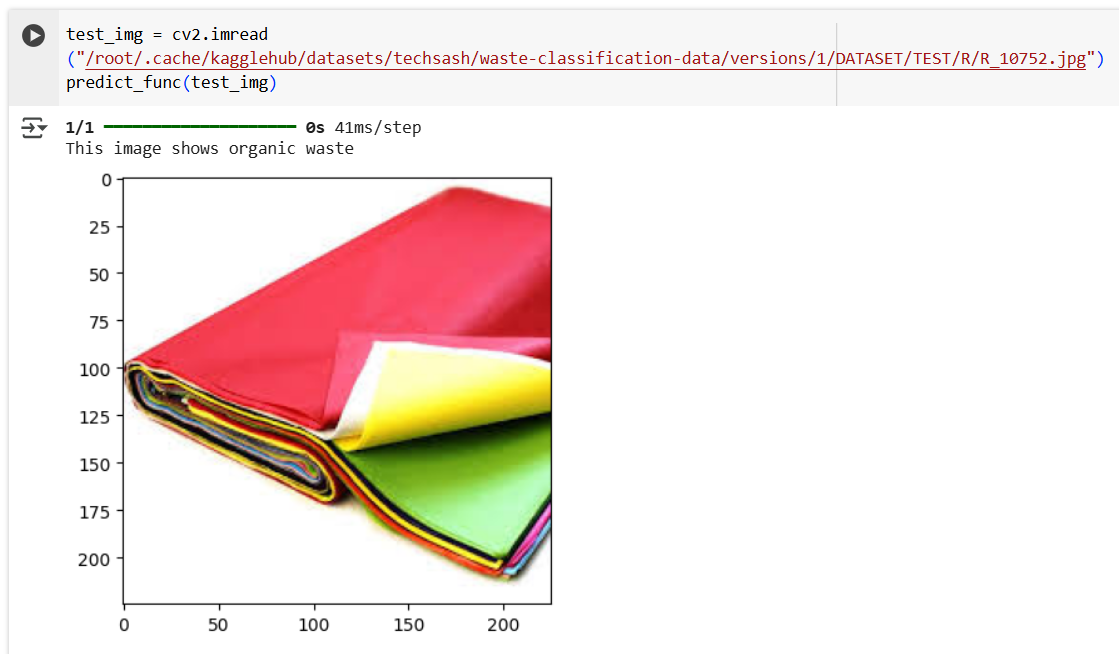 test_img = cv2.imread
("/root/.cache/kagglehub/datasets/techsash/waste-classification-data/versions/1/DATASET/TEST/R/R_10752.jpg")
predict_func(test_img)
1/1 0s 41ms/step
This image shows organic waste
0
25
50
75
100
125
150
175
200
0 50 100 150 200